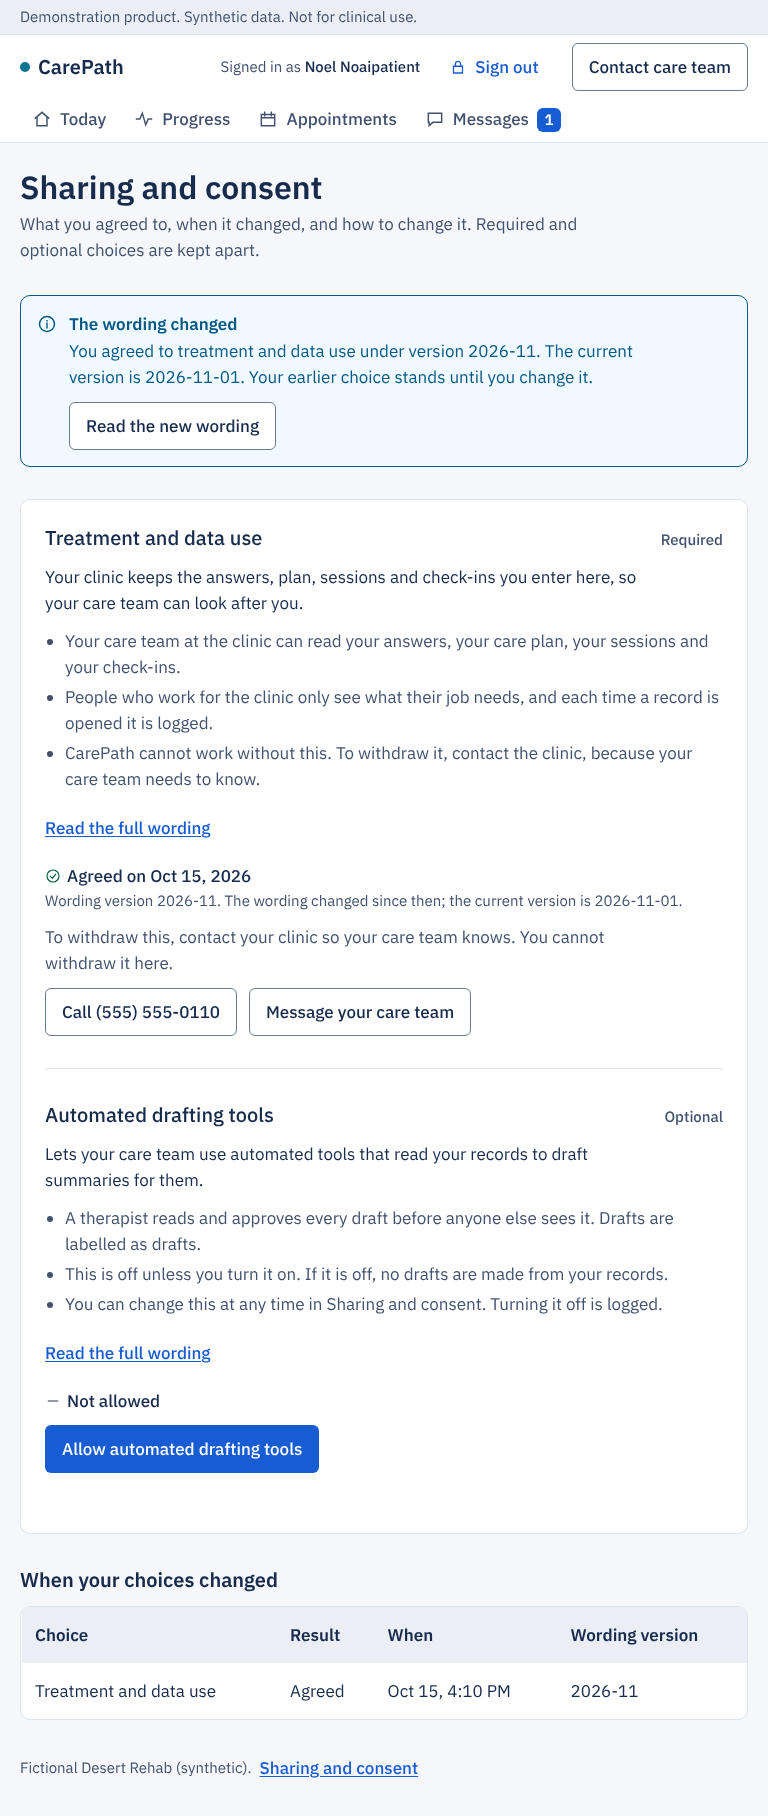 Demonstration product. Synthetic data. Not for clinical use.
CarePath
Signed in as Noel Noaipatient
Sign out
Contact care team
Today
Progress
Appointments
Messages 1
Sharing and consent
What you agreed to, when it changed, and how to change it. Required and
optional choices are kept apart.
The wording changed
You agreed to treatment and data use under version 2026-11. The current
version is 2026-11-01. Your earlier choice stands until you change it.
Read the new wording
Treatment and data use
Required
Your clinic keeps the answers, plan, sessions and check-ins you enter here, so
your care team can look after you.
• Your care team at the clinic can read your answers, your care plan, your sessions and
your check-ins.
• People who work for the clinic only see what their job needs, and each time a record is
opened it is logged.
• CarePath cannot work without this. To withdraw it, contact the clinic, because your
care team needs to know.
Read the full wording
Agreed on Oct 15, 2026
Wording version 2026-11. The wording changed since then; the current version is 2026-11-01.
To withdraw this, contact your clinic so your care team knows. You cannot
withdraw it here.
Call (555) 555-0110
Message your care team
Automated drafting tools
Optional
Lets your care team use automated tools that read your records to draft
summaries for them.
• A therapist reads and approves every draft before anyone else sees it. Drafts are
labelled as drafts.
• This is off unless you turn it on. If it is off, no drafts are made from your records.
• You can change this at any time in Sharing and consent. Turning it off is logged.
Read the full wording
Not allowed
Allow automated drafting tools
When your choices changed
Choice Result When Wording version
Treatment and data use Agreed Oct 15, 4:10 PM 2026-11
Fictional Desert Rehab (synthetic). Sharing and consent